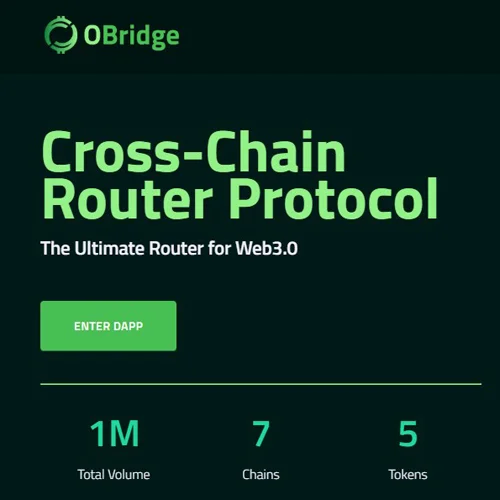 OBridge
Cross-Chain
Router Protocol
The Ultimate Router for Web3.0
ENTER DAPP
1M 7 5
Total Volume Chains Tokens